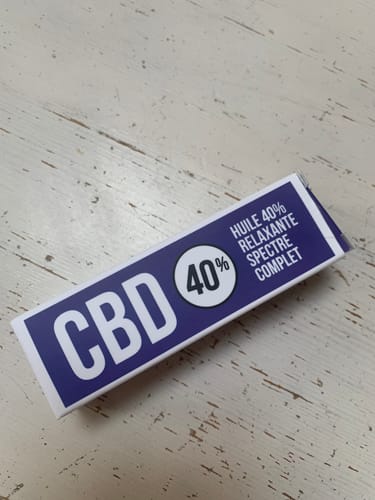 CBD
40%
HUILE 40%
RELAXANTE
SPECTRE
COMPLET